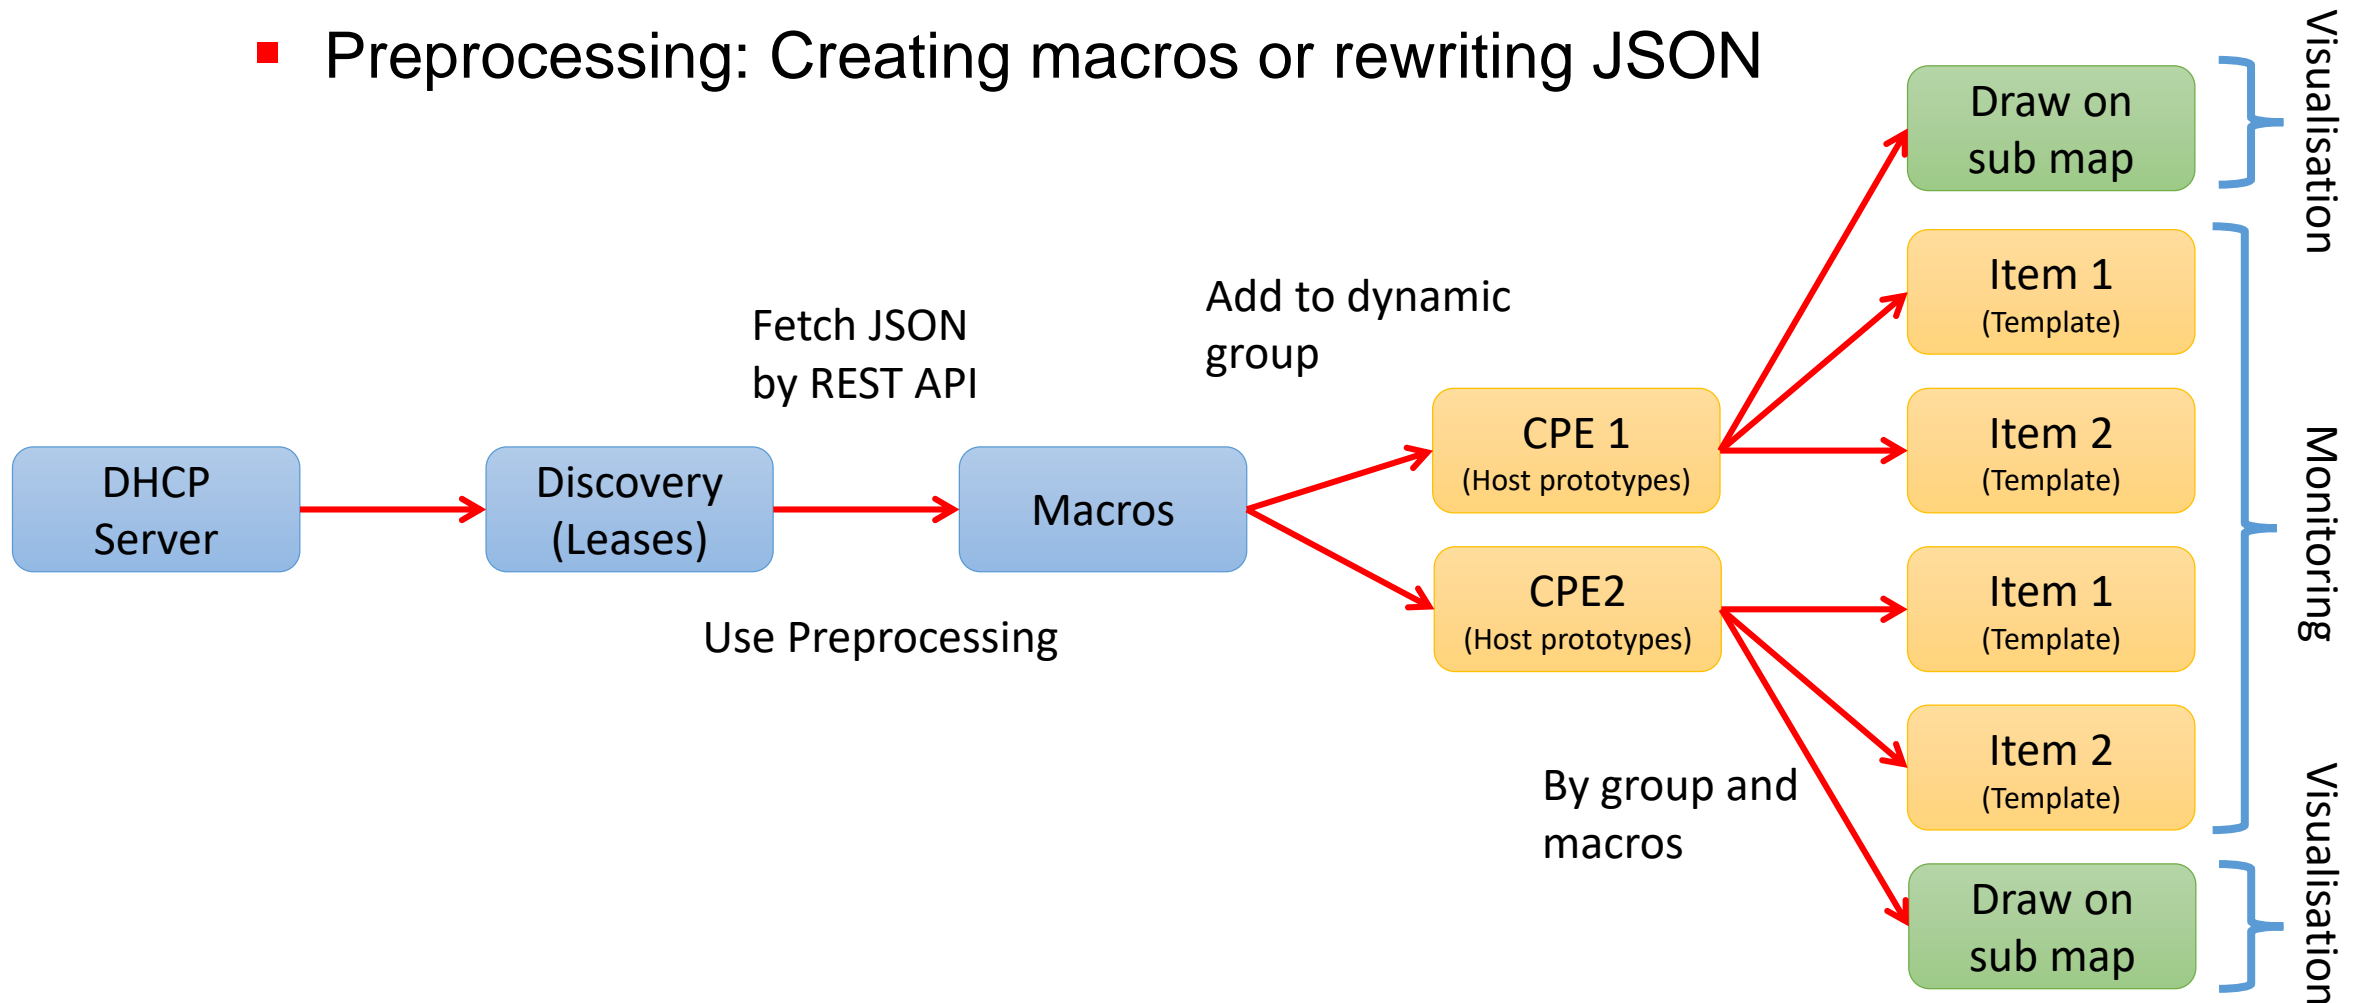 Preprocessing: Creating macros or rewriting JSON
Visualisation
Draw on
sub map
Item 1
(Template)
Add to dynamic
group
Fetch JSON
by REST API
CPE 1
(Host prototypes)
Item 2
(Template)
DHCP
Server
Discovery
(Leases)
Macros
Monitoring
CPE2
(Host prototypes)
Item 1
(Template)
Use Preprocessing
Item 2
(Template)
By group and
macros
Visualisation
Draw on
sub map